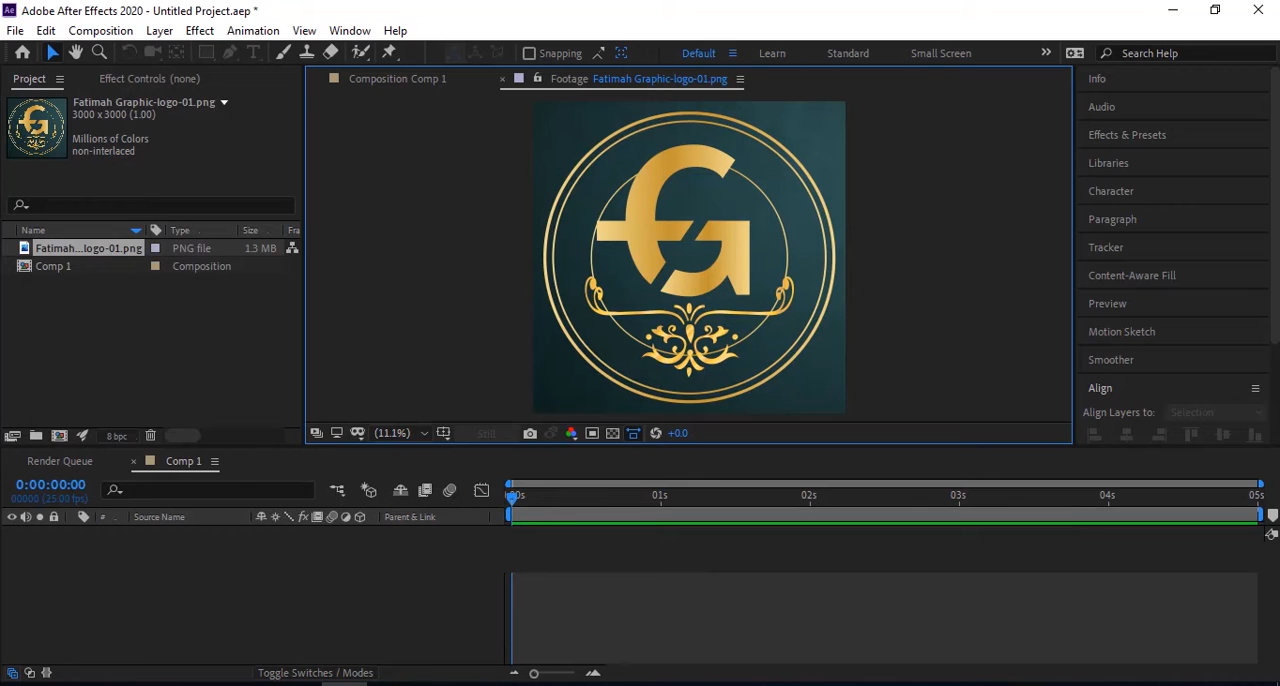 Adobe After Effects 2020 - Untitled Project.aep *
File Edit Composition Layer Effect Animation View Window Help
Snapping Default Learn Standard Small Screen Search Help
Project Effect Controls (none)
Composition Comp 1
Footage Fatimah Graphic-logo-01.png
Fatimah Graphic-logo-01.png
3000 x 3000 (1.00)
Millions of Colors
non-interlaced
Name Type Size Fra
Fatimah...logo-01.png PNG file 1.3 MB
Comp 1 Composition
8 bpc
(11.1%) Still +0.0
Info
Audio
Effects & Presets
Libraries
Character
Paragraph
Tracker
Content-Aware Fill
Preview
Motion Sketch
Smoother
Align
Align Layers to: Selection
Render Queue Comp 1
0:00:00:00
00000 (25.00 fps)
:00s 01s 02s 03s 04s 05s
# Source Name Parent & Link
Toggle Switches / Modes